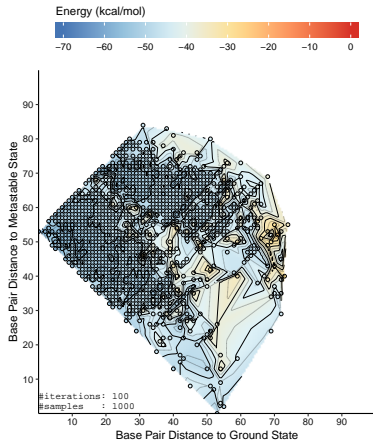 Energy (kcal/mol)
−70 −60 −50 −40 −30 −20 −10 0
Base Pair Distance to Metastable State
90
80
70
60
50
40
30
20
10
#iterations: 100
#samples   : 1000
10 20 30 40 50 60 70 80 90
Base Pair Distance to Ground State